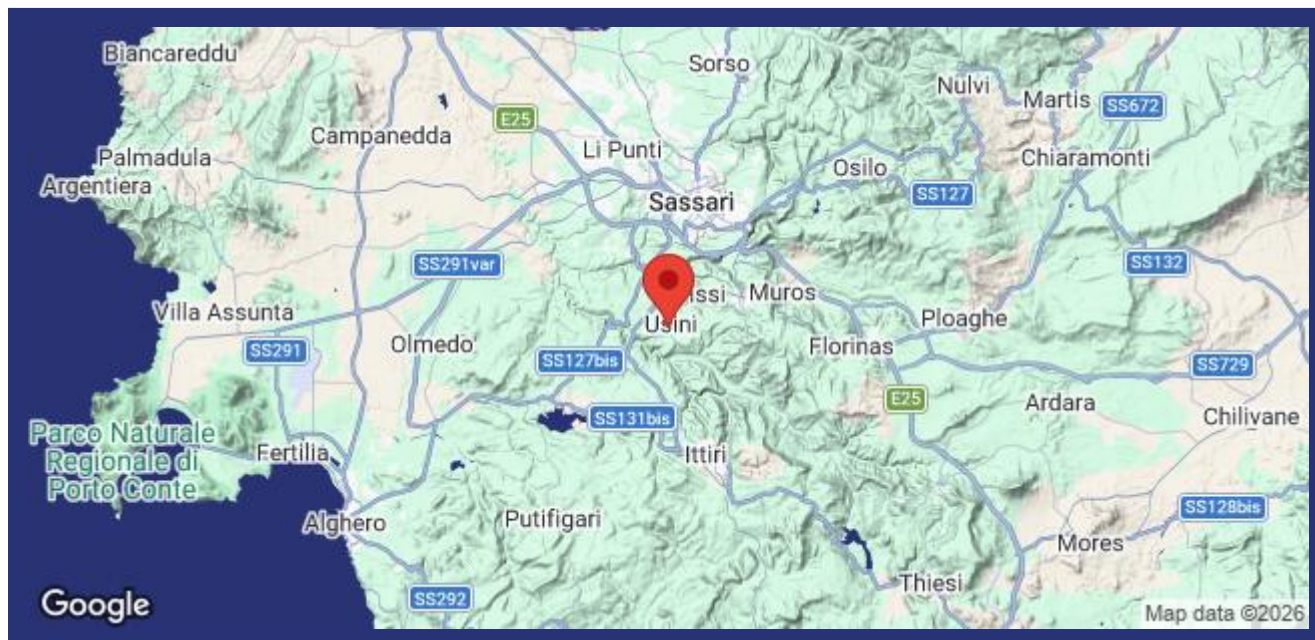 Biancareddu
Sorso
Nulvi
Martis
SS672
E25
Campanedda
Li Punti
Palmadula
Osilo
Chiaramonti
Argentiera
SS127
Sassari
SS291var
SS132
Muros
Villa Assunta
Usini
Ploaghe
Olmedo
Florinas
SS291
SS127bis
SS729
E25
Ardara
SS131bis
Chilivane
Parco Naturale
Regionale di
Porto Conte
Fertilia
Ittiri
Alghero
Putifigari
SS128bis
Mores
Thiesi
SS292
Google
Map data ©2026